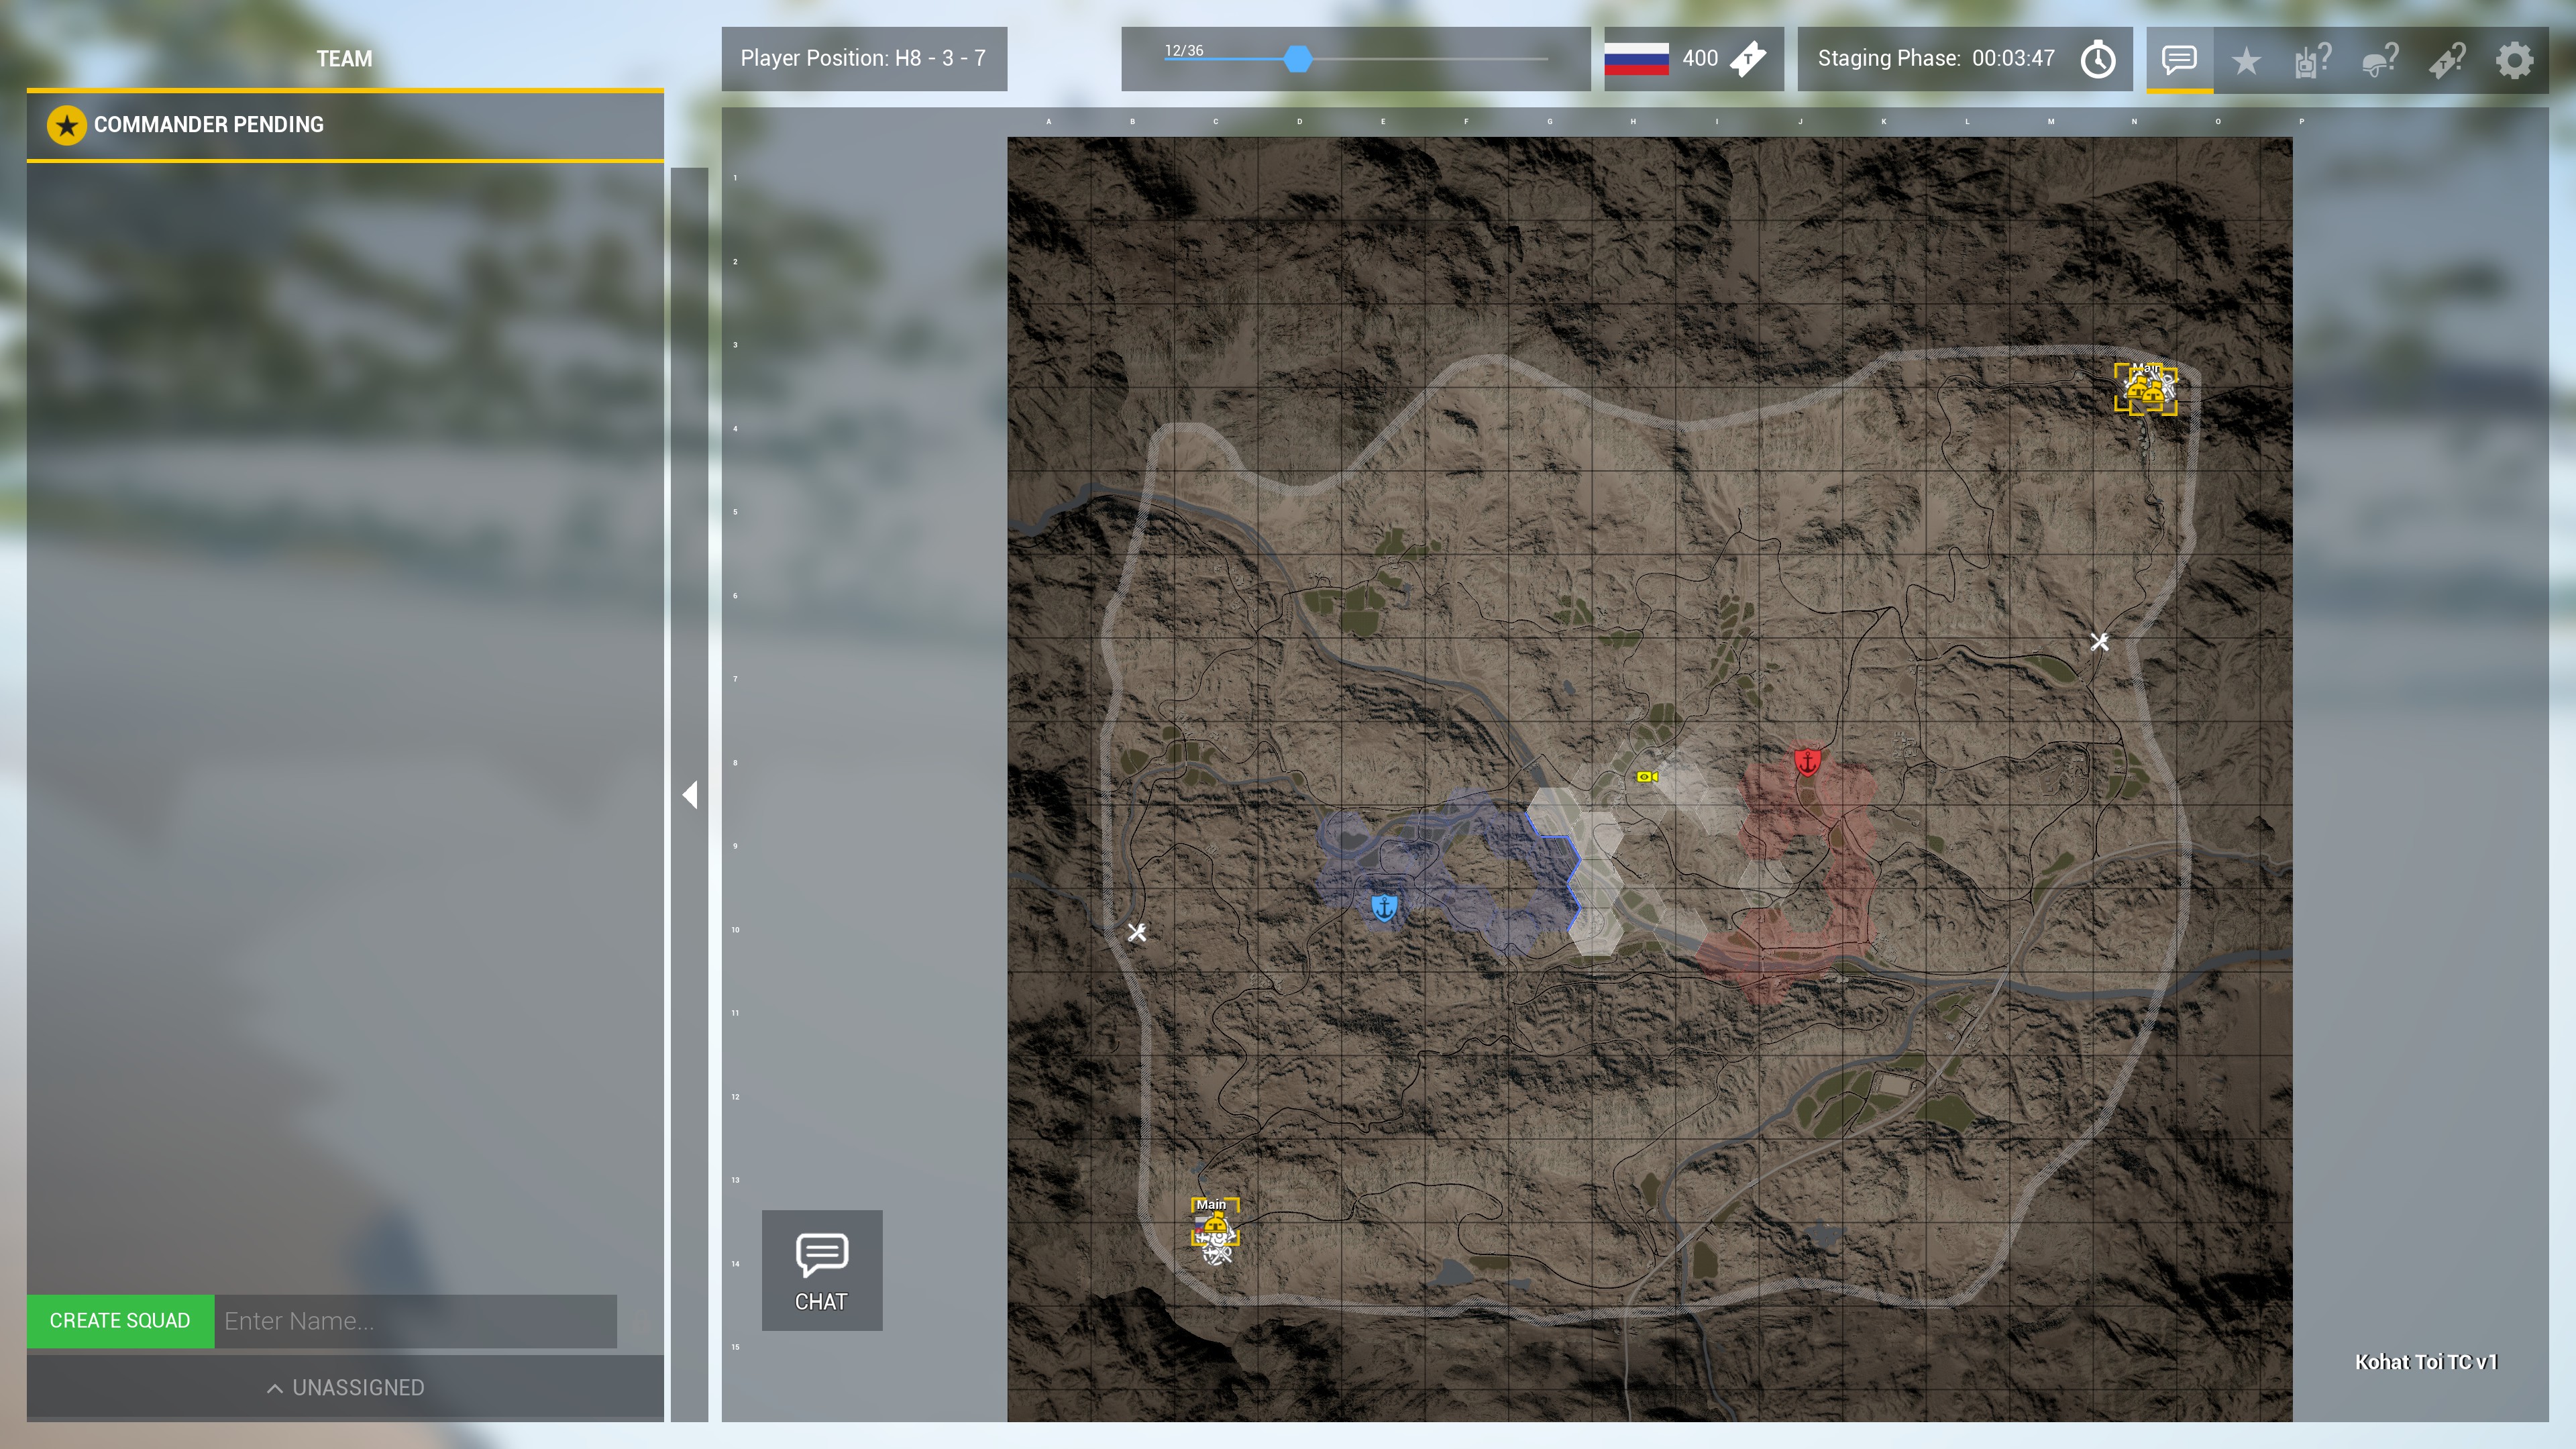 TEAM
Player Position: H8 - 3 - 7
12/36
400
Staging Phase: 00:03:47
COMMANDER PENDING
A B C D E F G H I J K L M N O P
1
2
3
Main
4
5
6
7
8
9
10
11
12
13
Main
14
CHAT
CREATE SQUAD
Enter Name...
15
Kohat Toi TC v1
UNASSIGNED